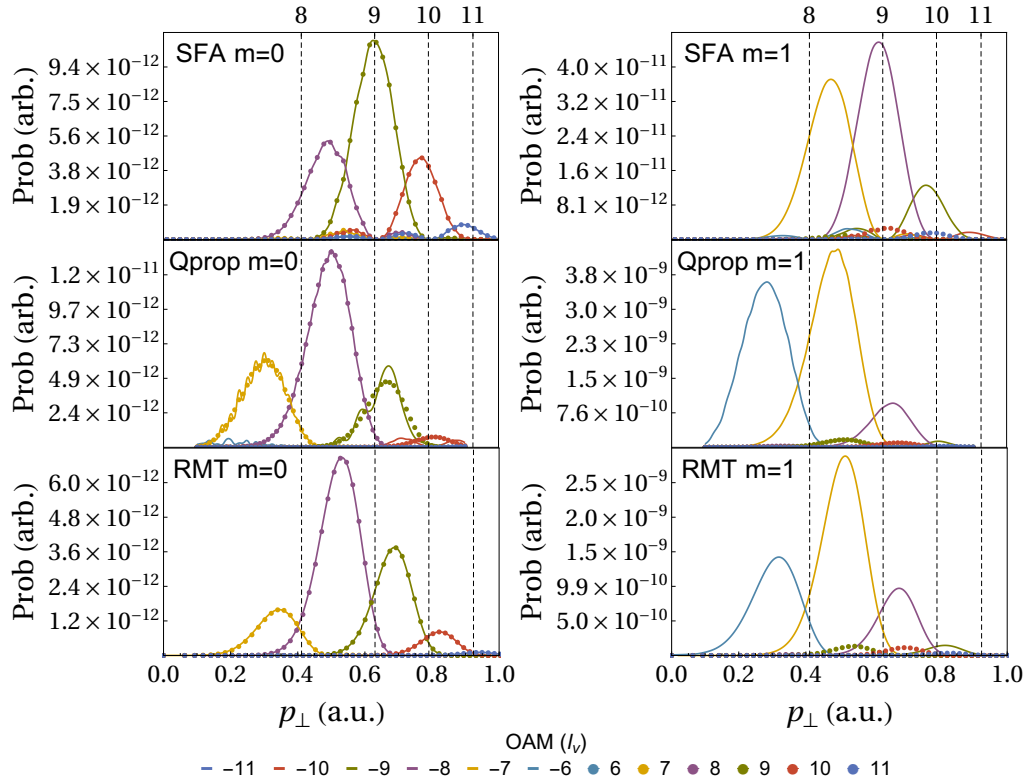 8 9 10 11 8 9 10 11
SFA m=0
Prob (arb.)
9.4 × 10⁻¹²
7.5 × 10⁻¹²
5.6 × 10⁻¹²
3.8 × 10⁻¹²
1.9 × 10⁻¹²
SFA m=1
Prob (arb.)
4.0 × 10⁻¹¹
3.2 × 10⁻¹¹
2.4 × 10⁻¹¹
1.6 × 10⁻¹¹
8.1 × 10⁻¹²
Qprop m=0
Prob (arb.)
1.2 × 10⁻¹¹
9.7 × 10⁻¹²
7.3 × 10⁻¹²
4.9 × 10⁻¹²
2.4 × 10⁻¹²
Qprop m=1
Prob (arb.)
3.8 × 10⁻⁹
3.0 × 10⁻⁹
2.3 × 10⁻⁹
1.5 × 10⁻⁹
7.6 × 10⁻¹⁰
RMT m=0
Prob (arb.)
6.0 × 10⁻¹²
4.8 × 10⁻¹²
3.6 × 10⁻¹²
2.4 × 10⁻¹²
1.2 × 10⁻¹²
0.0 0.2 0.4 0.6 0.8 1.0
p⊥ (a.u.)
RMT m=1
Prob (arb.)
2.5 × 10⁻⁹
2.0 × 10⁻⁹
1.5 × 10⁻⁹
9.9 × 10⁻¹⁰
5.0 × 10⁻¹⁰
0.0 0.2 0.4 0.6 0.8 1.0
p⊥ (a.u.)
OAM (lᵥ)
−11 −10 −9 −8 −7 −6 6 7 8 9 10 11